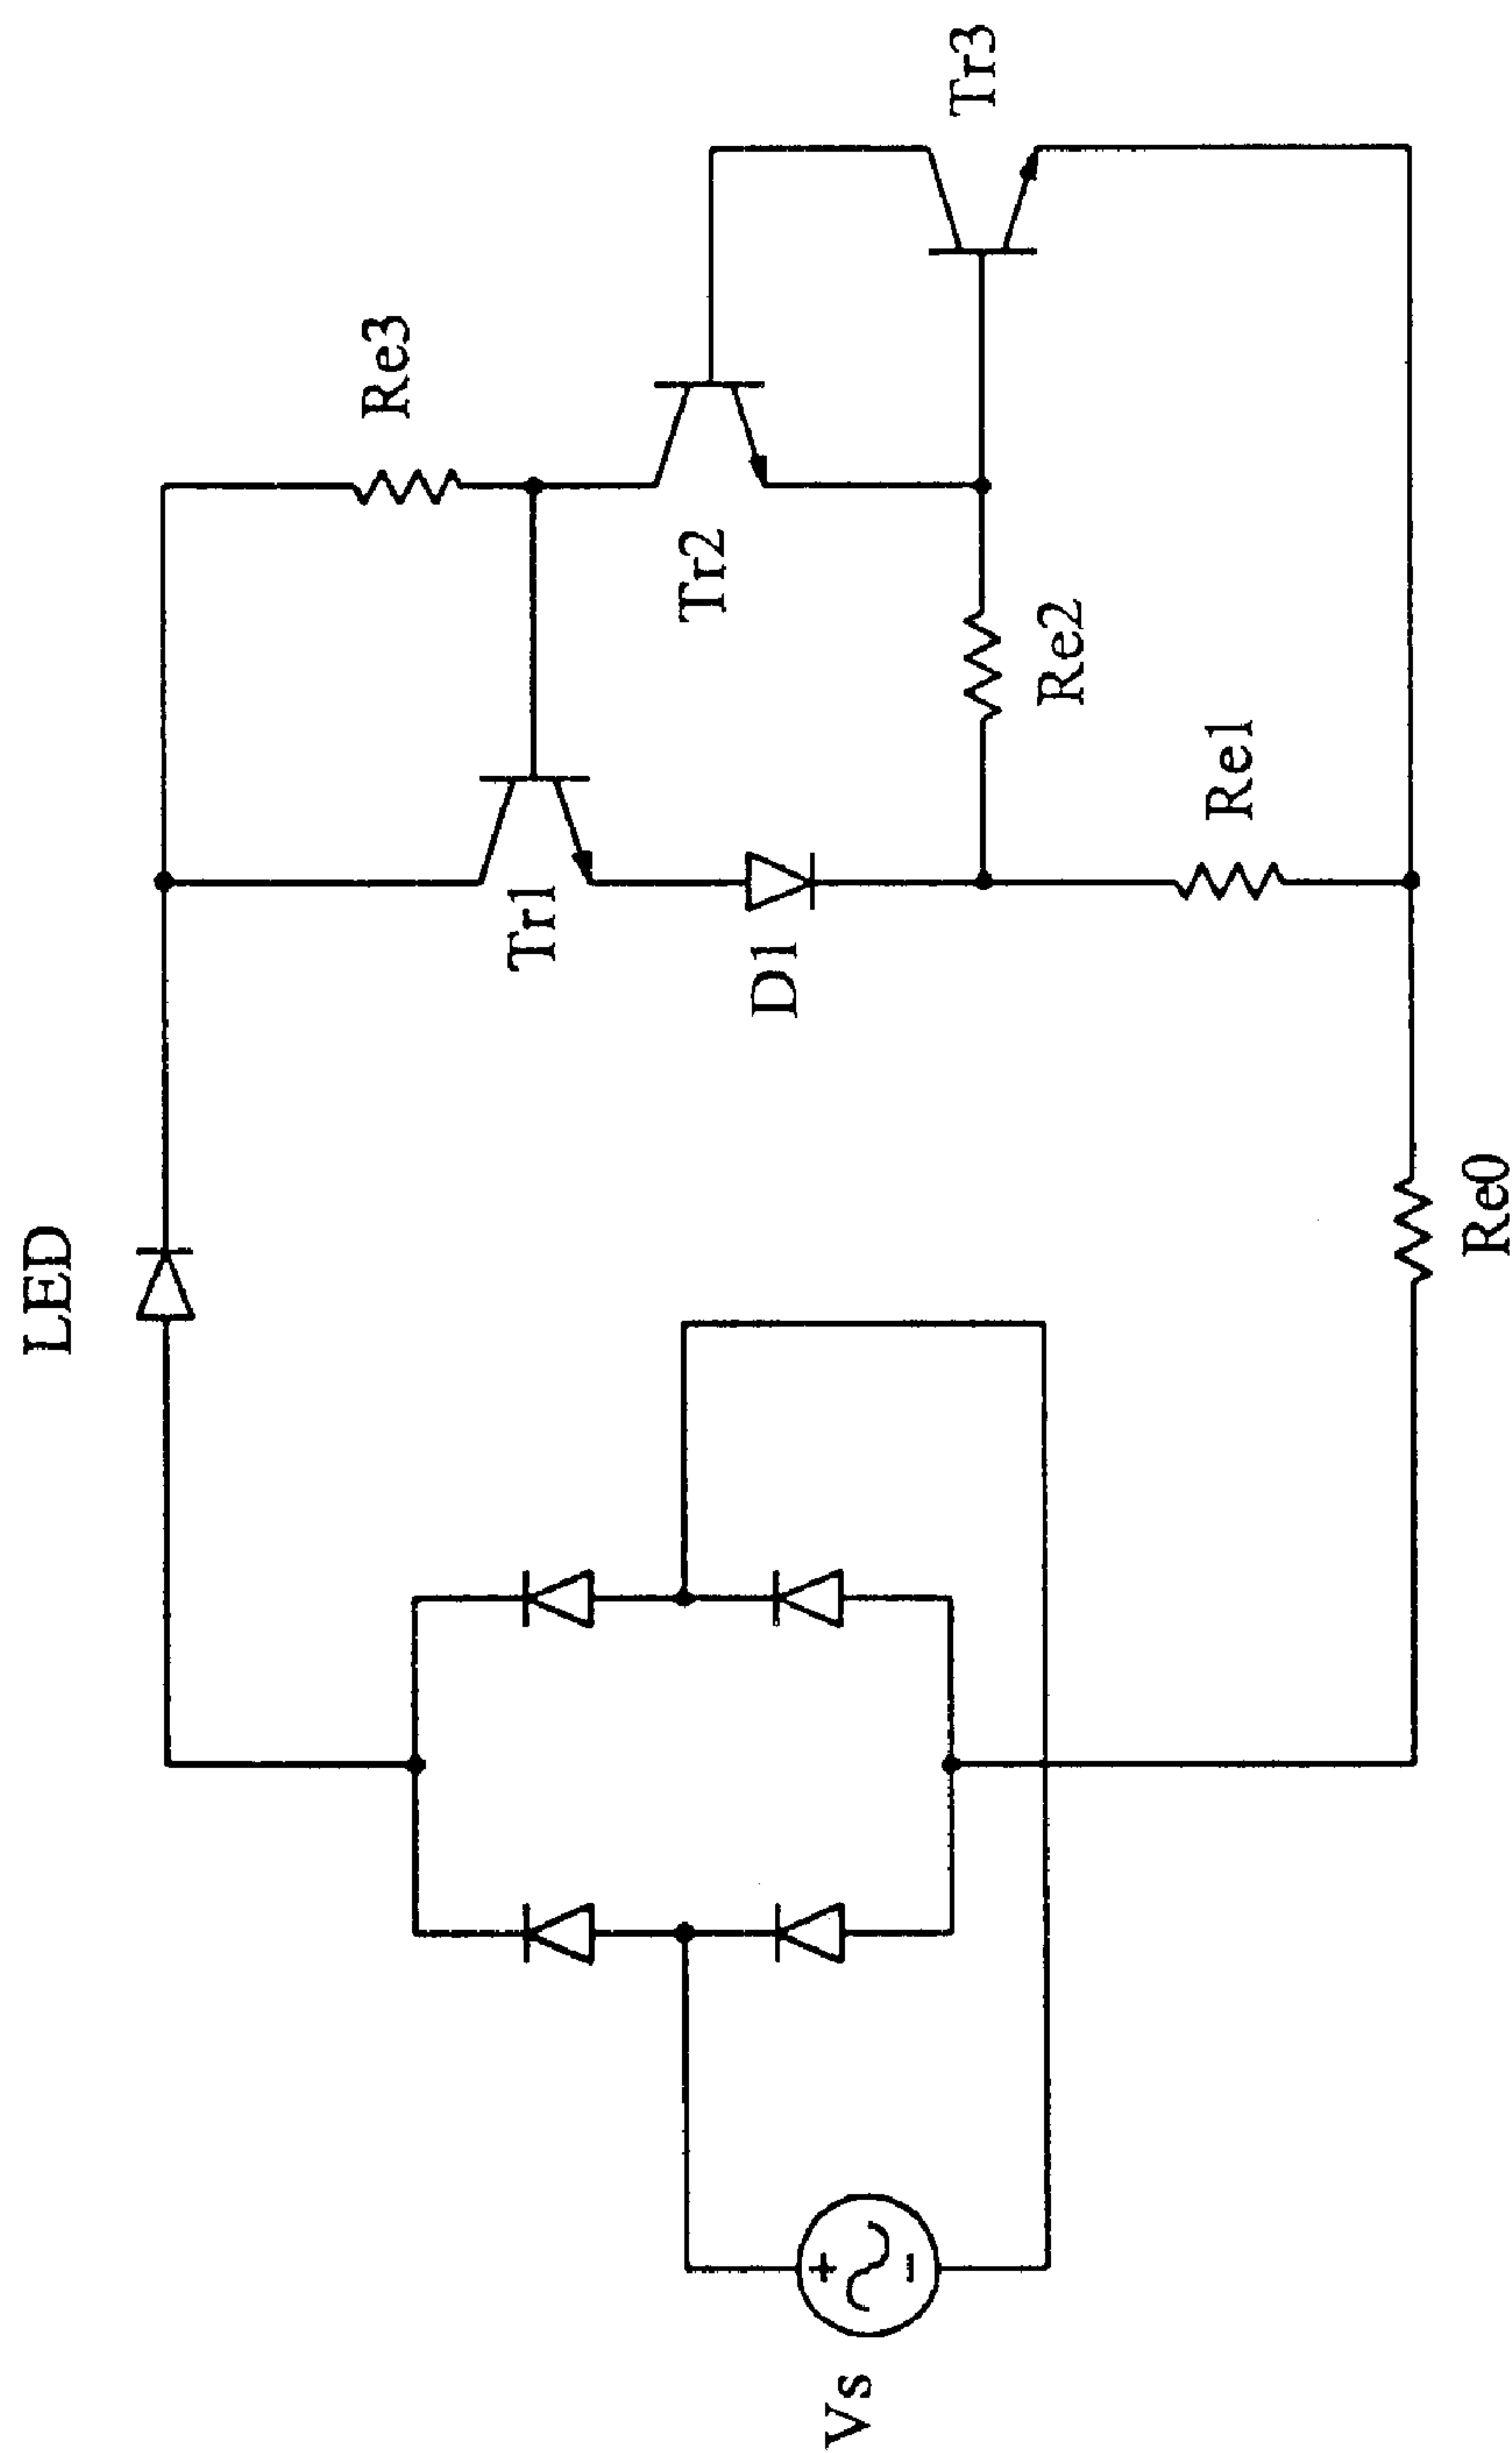 LED
Re3
Tr3
Tr1
Tr2
D1
Re2
Re1
Vs
+
-
Re0